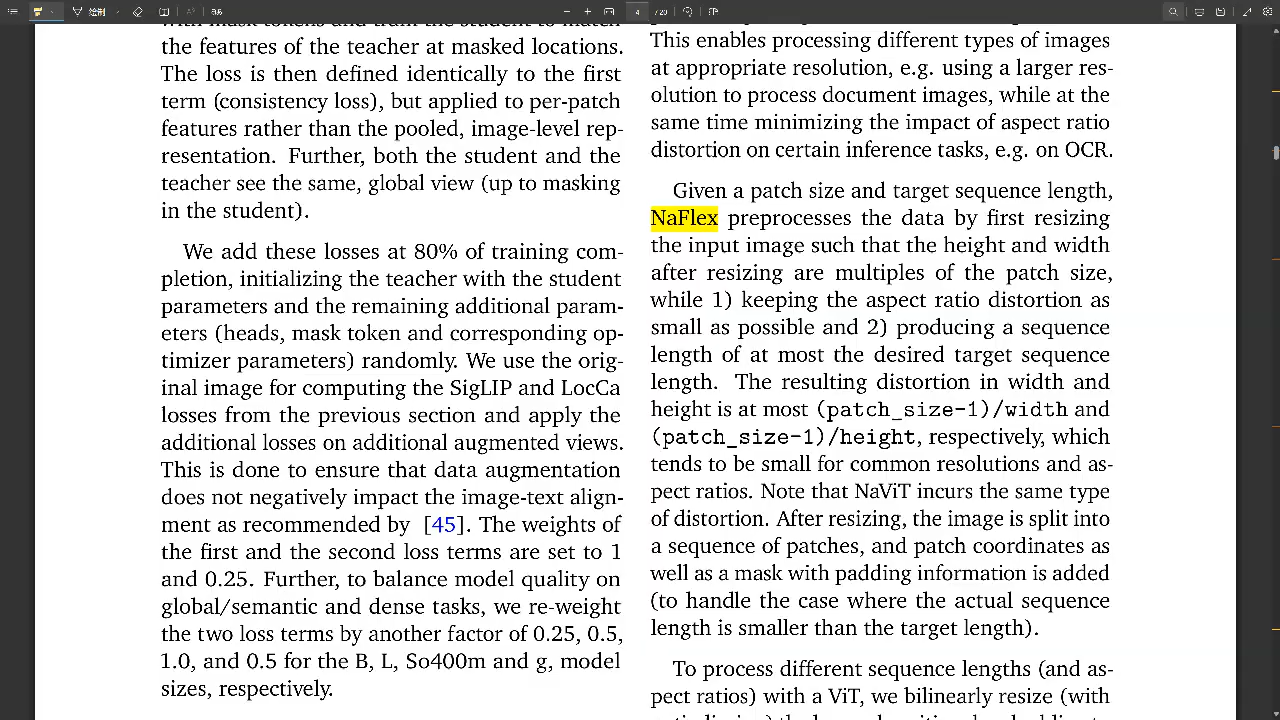 绘制
4
/20
with mask tokens and train the student to match
the features of the teacher at masked locations.
The loss is then defined identically to the first
term (consistency loss), but applied to per-patch
features rather than the pooled, image-level rep-
resentation. Further, both the student and the
teacher see the same, global view (up to masking
in the student).
We add these losses at 80% of training com-
pletion, initializing the teacher with the student
parameters and the remaining additional param-
eters (heads, mask token and corresponding op-
timizer parameters) randomly. We use the orig-
inal image for computing the SigLIP and LocCa
losses from the previous section and apply the
additional losses on additional augmented views.
This is done to ensure that data augmentation
does not negatively impact the image-text align-
ment as recommended by [45]. The weights of
the first and the second loss terms are set to 1
and 0.25. Further, to balance model quality on
global/semantic and dense tasks, we re-weight
the two loss terms by another factor of 0.25, 0.5,
1.0, and 0.5 for the B, L, So400m and g, model
sizes, respectively.
This enables processing different types of images
at appropriate resolution, e.g. using a larger res-
olution to process document images, while at the
same time minimizing the impact of aspect ratio
distortion on certain inference tasks, e.g. on OCR.
Given a patch size and target sequence length,
NaFlex preprocesses the data by first resizing
the input image such that the height and width
after resizing are multiples of the patch size,
while 1) keeping the aspect ratio distortion as
small as possible and 2) producing a sequence
length of at most the desired target sequence
length. The resulting distortion in width and
height is at most (patch_size-1)/width and
(patch_size-1)/height, respectively, which
tends to be small for common resolutions and as-
pect ratios. Note that NaViT incurs the same type
of distortion. After resizing, the image is split into
a sequence of patches, and patch coordinates as
well as a mask with padding information is added
(to handle the case where the actual sequence
length is smaller than the target length).
To process different sequence lengths (and as-
pect ratios) with a ViT, we bilinearly resize (with